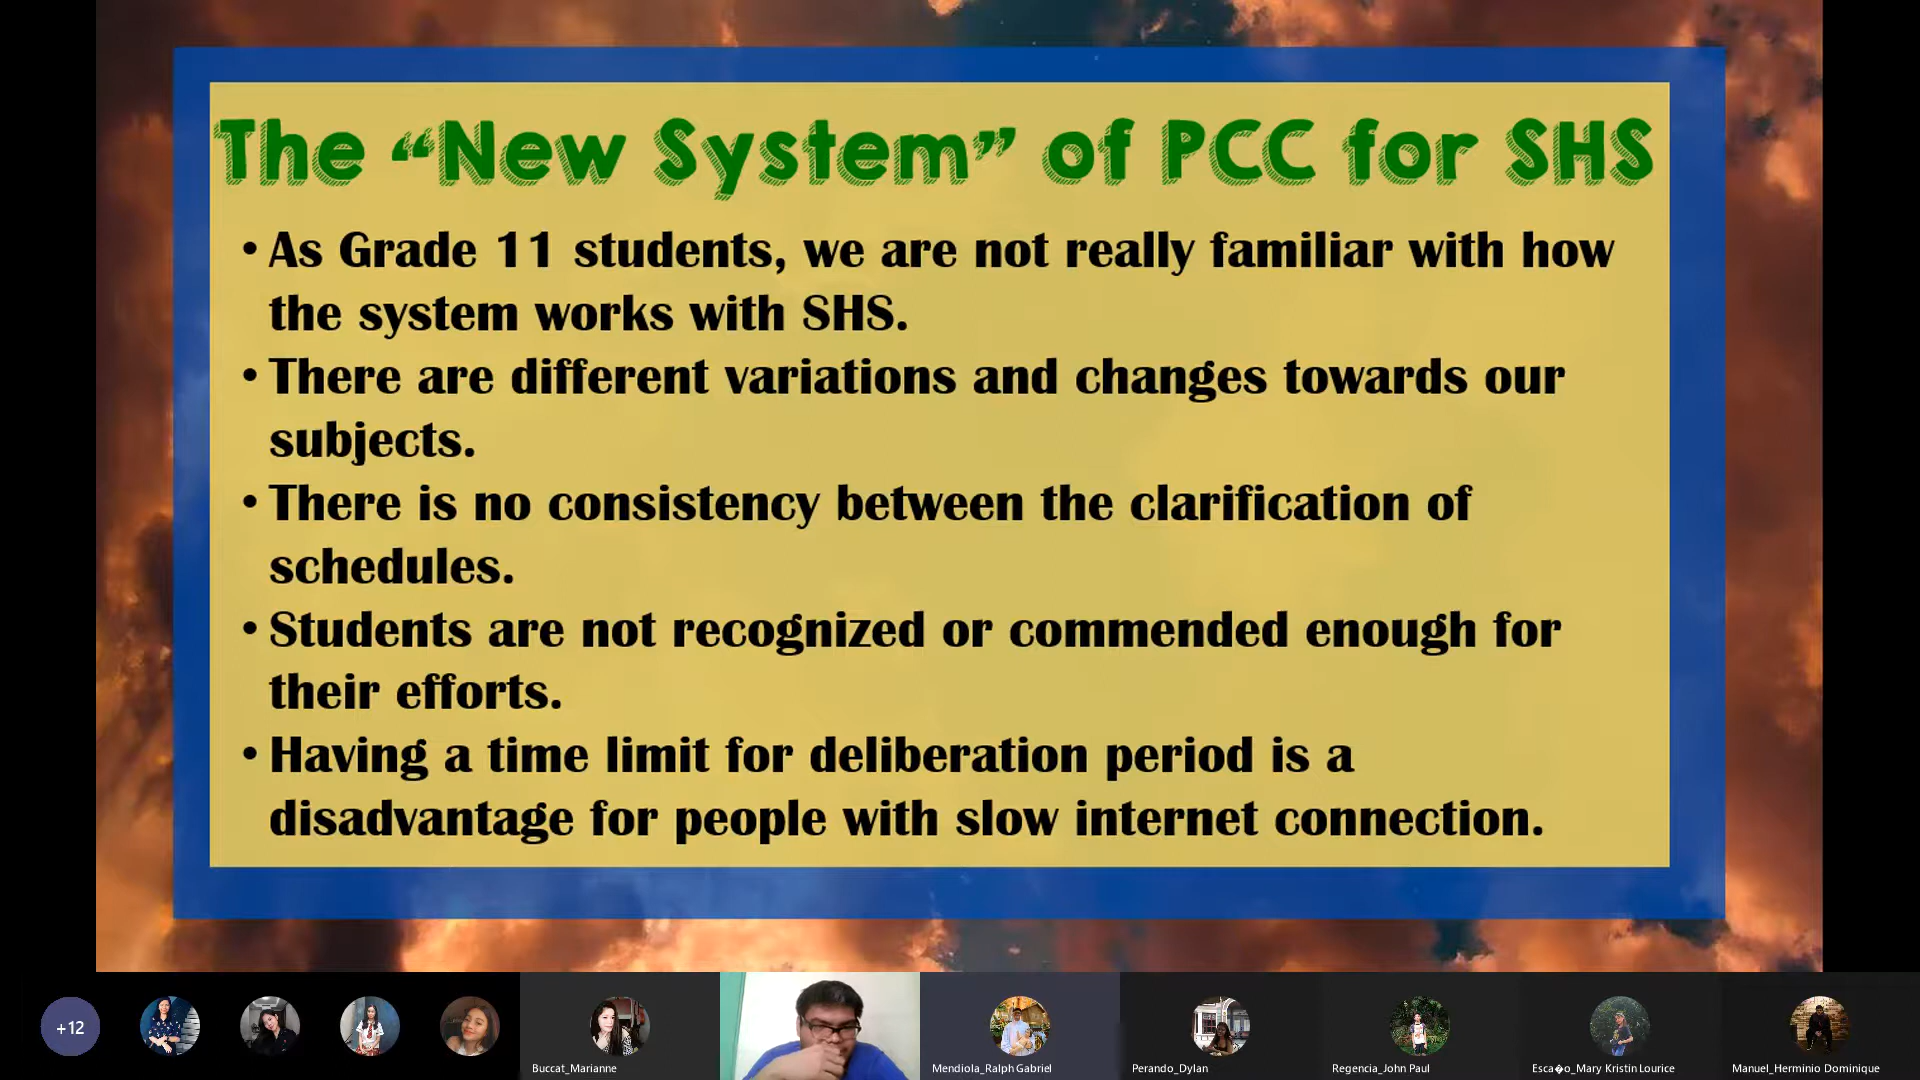 The “New System” of PCC for SHS
• As Grade 11 students, we are not really familiar with how
the system works with SHS.
• There are different variations and changes towards our
subjects.
• There is no consistency between the clarification of
schedules.
• Students are not recognized or commended enough for
their efforts.
• Having a time limit for deliberation period is a
disadvantage for people with slow internet connection.
+12
Buccat_Marianne
Mendiola_Ralph Gabriel
Perando_Dylan
Regencia_John Paul
Esca�o_Mary Kristin Lourice
Manuel_Herminio Dominique